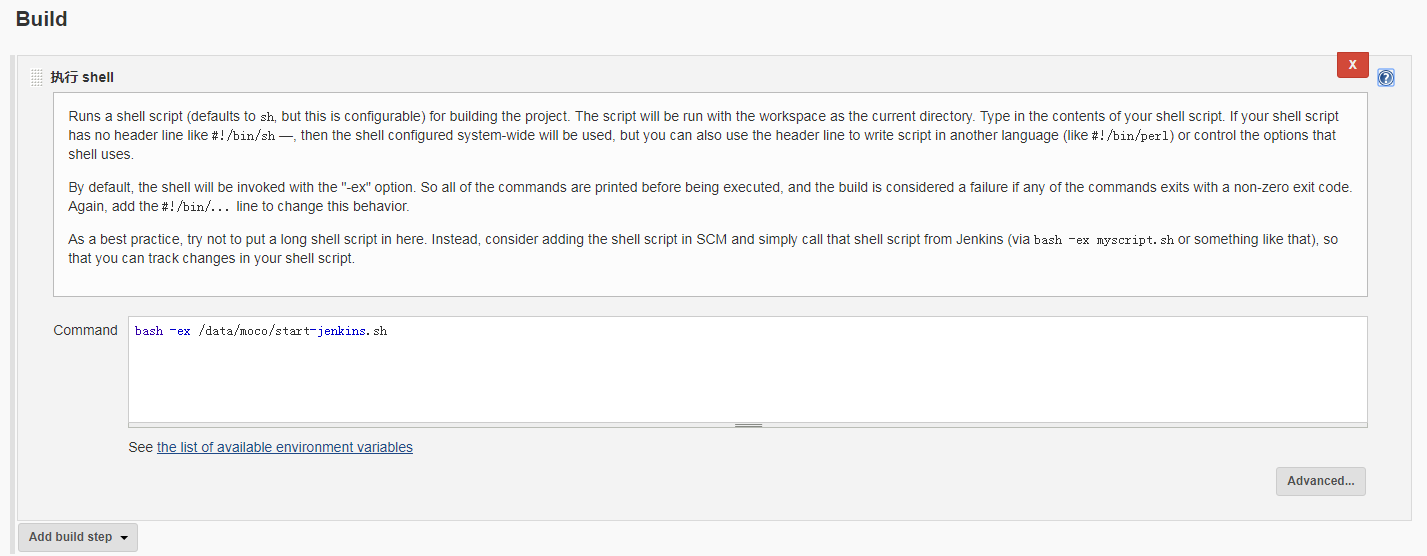 Build
执行 shell
X
?
Runs a shell script (defaults to sh, but this is configurable) for building the project. The script will be run with the workspace as the current directory. Type in the contents of your shell script. If your shell script
has no header line like #!/bin/sh —, then the shell configured system-wide will be used, but you can also use the header line to write script in another language (like #!/bin/perl) or control the options that
shell uses.
By default, the shell will be invoked with the "-ex" option. So all of the commands are printed before being executed, and the build is considered a failure if any of the commands exits with a non-zero exit code.
Again, add the #!/bin/... line to change this behavior.
As a best practice, try not to put a long shell script in here. Instead, consider adding the shell script in SCM and simply call that shell script from Jenkins (via bash -ex myscript.sh or something like that), so
that you can track changes in your shell script.
Command
bash -ex /data/moco/start-jenkins.sh
See the list of available environment variables
Advanced...
Add build step